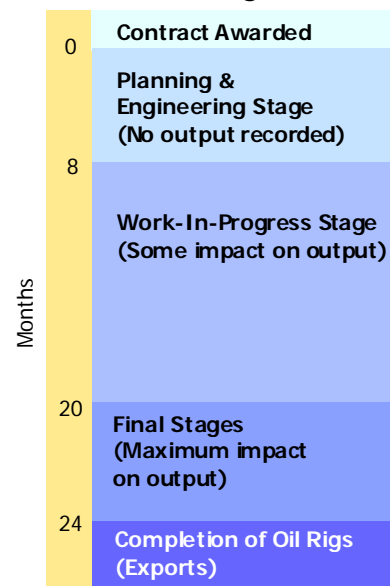 Contract Awarded
0
Planning &
Engineering Stage
(No output recorded)
8
Work-In-Progress Stage
(Some impact on output)
Months
20
Final Stages
(Maximum impact
on output)
24
Completion of Oil Rigs
(Exports)